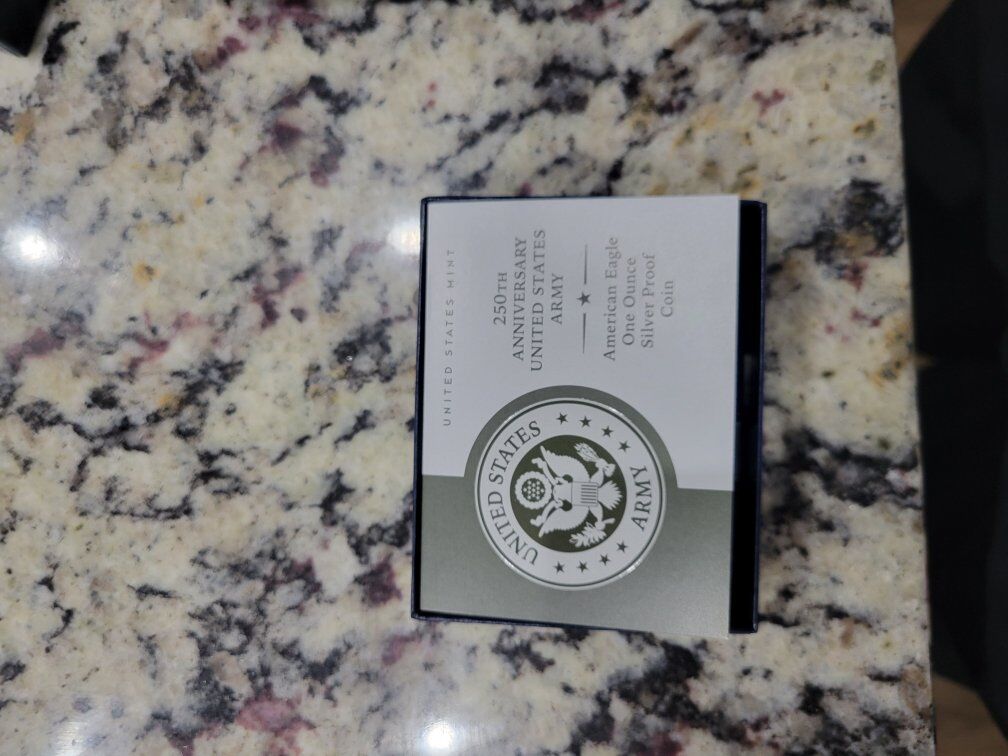 UNITED STATES MINT
250TH
ANNIVERSARY
UNITED STATES
ARMY
American Eagle
One Ounce
Silver Proof
Coin
UNITED STATES
ARMY